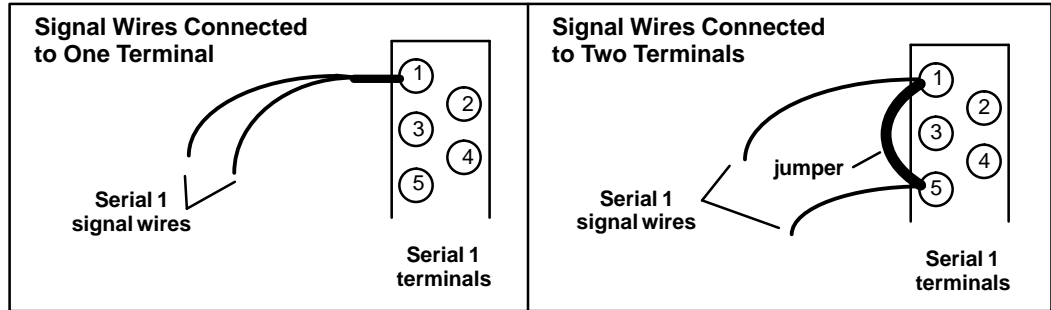 Signal Wires Connected
to One Terminal
1
2
3
4
5
Serial 1
signal wires
Serial 1
terminals
Signal Wires Connected
to Two Terminals
1
2
3
4
jumper
5
Serial 1
signal wires
Serial 1
terminals